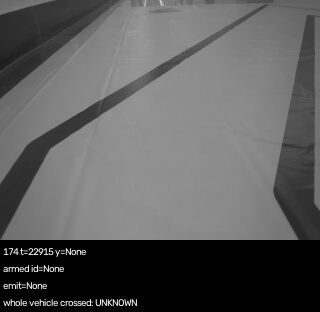 174 t=22915 y=None
armed id=None
emit=None
whole vehicle crossed: UNKNOWN